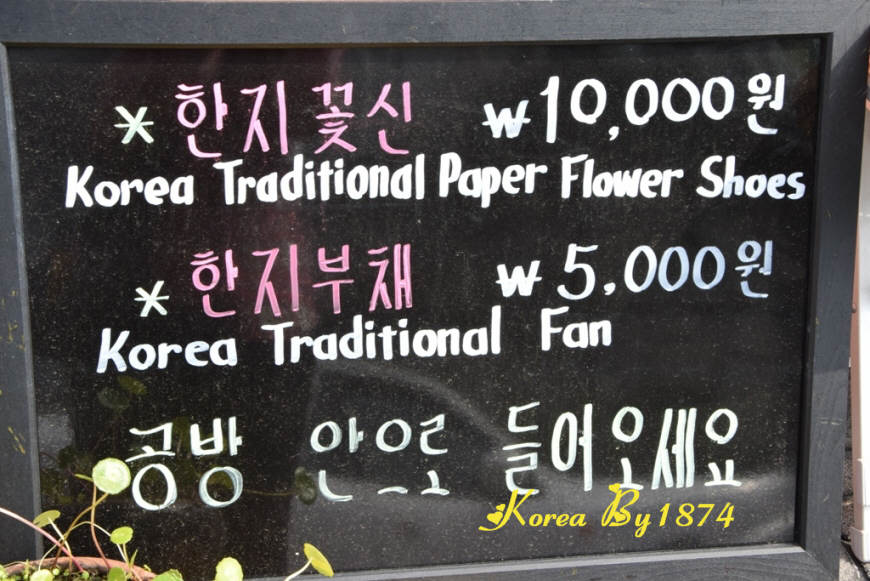 * 한지꽃신 ₩10,000원
Korea Traditional Paper Flower Shoes
* 한지부채 ₩5,000원
Korea Traditional Fan
공방 안으로 들어오세요
Korea By1874